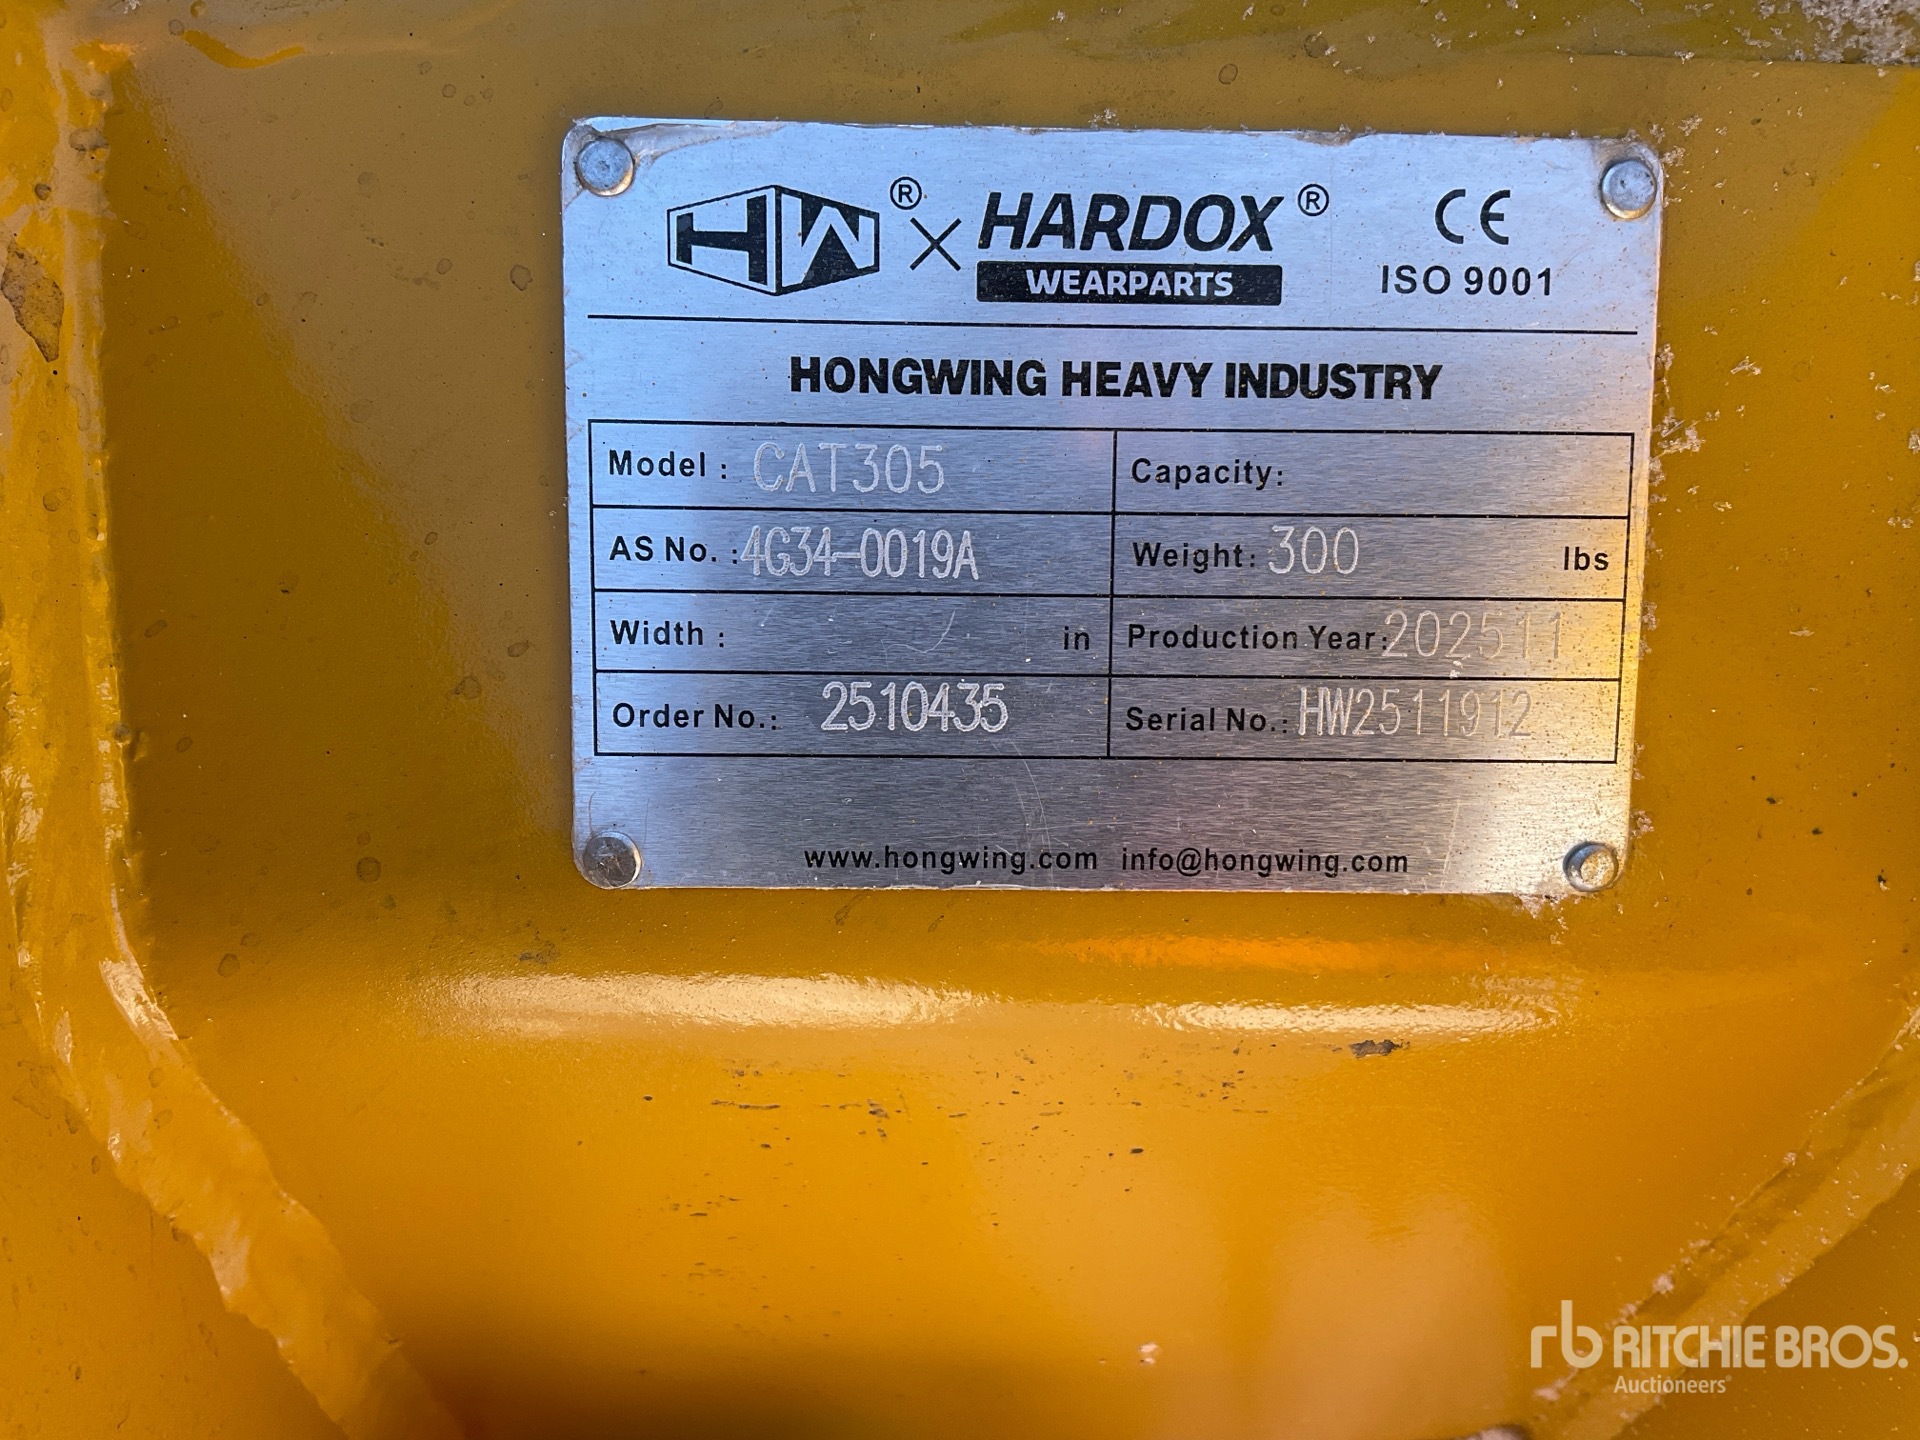 HW® × HARDOX® CE
WEARPARTS ISO 9001
HONGWING HEAVY INDUSTRY
Model : CAT305 Capacity:
AS No. : 4G34-0019A Weight: 300 lbs
Width : in Production Year: 202511
Order No.: 2510435 Serial No.: HW2511912
www.hongwing.com info@hongwing.com
rb RITCHIE BROS.
Auctioneers